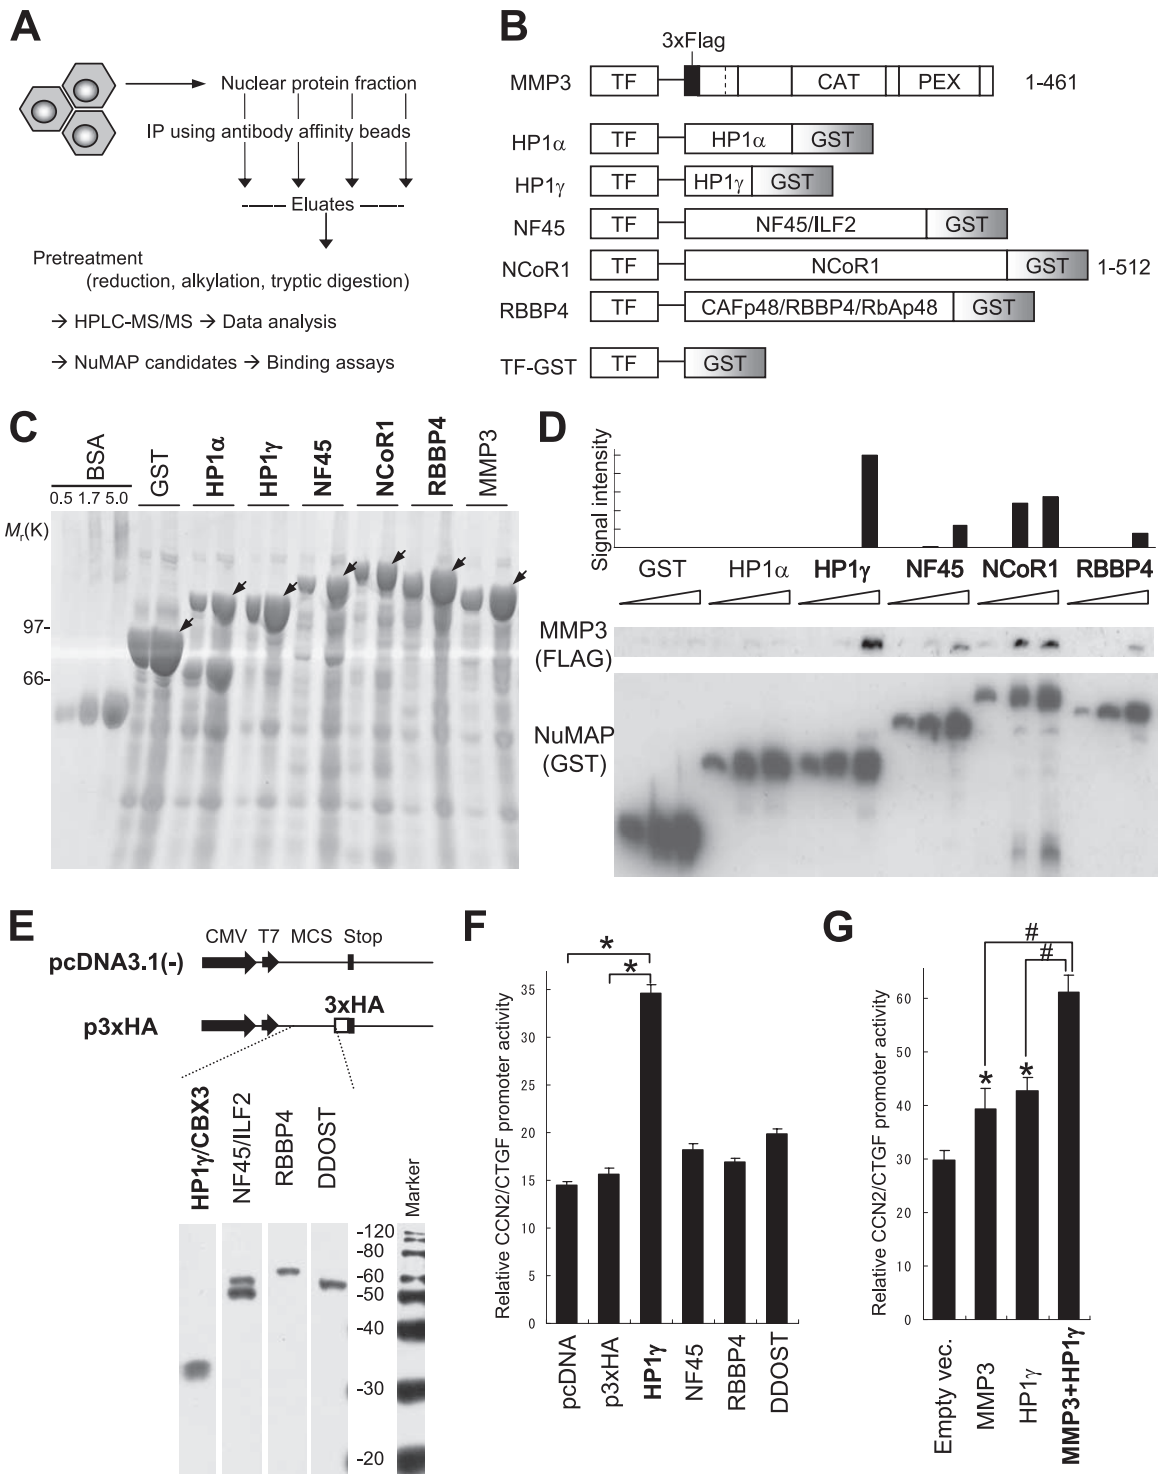 A
Nuclear protein fraction
IP using antibody affinity beads
Eluates
Pretreatment
(reduction, alkylation, tryptic digestion)
→ HPLC-MS/MS → Data analysis
→ NuMAP candidates → Binding assays
B
3xFlag
MMP3 TF CAT PEX 1-461
HP1α TF HP1α GST
HP1γ TF HP1γ GST
NF45 TF NF45/ILF2 GST
NCoR1 TF NCoR1 GST 1-512
RBBP4 TF CAFp48/RBBP4/RbAp48 GST
TF-GST TF GST
C
BSA GST HP1α HP1γ NF45 NCoR1 RBBP4 MMP3
0.5 1.7 5.0
Mr(K)
97-
66-
D
Signal intensity
GST HP1α HP1γ NF45 NCoR1 RBBP4
MMP3
(FLAG)
NuMAP
(GST)
E
CMV T7 MCS Stop
pcDNA3.1(-)
3xHA
p3xHA
HP1γ/CBX3 NF45/ILF2 RBBP4 DDOST Marker
-120
-80
-60
-50
-40
-30
-20
F
Relative CCN2/CTGF promoter activity
*
*
35
30
25
20
15
10
5
0
pcDNA p3xHA HP1γ NF45 RBBP4 DDOST
G
Relative CCN2/CTGF promoter activity
#
#
* *
60
50
40
30
20
10
0
Empty vec. MMP3 HP1γ MMP3+HP1γ